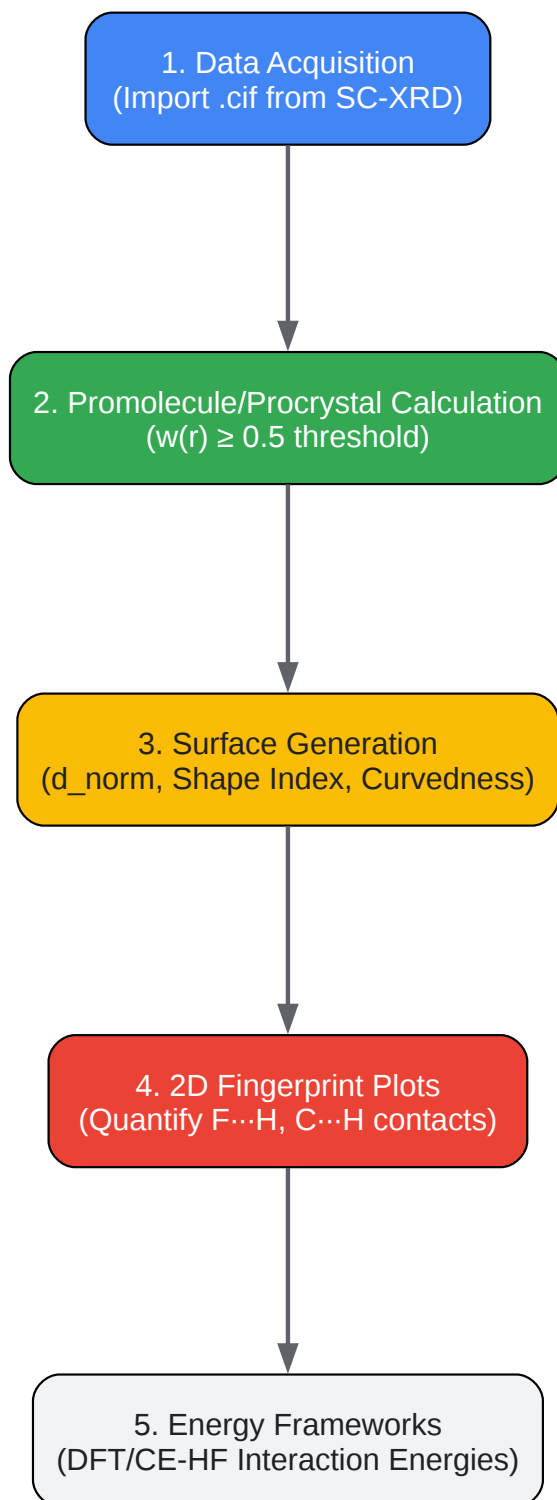 1. Data Acquisition
(Import .cif from SC-XRD)
2. Promolecule/Procrystal Calculation
(w(r) ≥ 0.5 threshold)
3. Surface Generation
(d_norm, Shape Index, Curvedness)
4. 2D Fingerprint Plots
(Quantify F···H, C···H contacts)
5. Energy Frameworks
(DFT/CE-HF Interaction Energies)